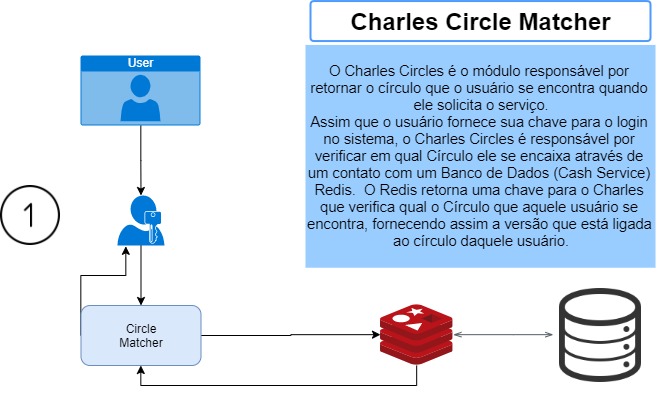 Charles Circle Matcher
User
O Charles Circles é o módulo responsável por
retornar o círculo que o usuário se encontra quando
ele solicita o serviço.
Assim que o usuário fornece sua chave para o login
no sistema, o Charles Circles é responsável por
verificar em qual Círculo ele se encaixa através de
um contato com um Banco de Dados (Cash Service)
Redis. O Redis retorna uma chave para o Charles
que verifica qual o Círculo que aquele usuário se
encontra, fornecendo assim a versão que está ligada
ao círculo daquele usuário.
1
Circle
Matcher